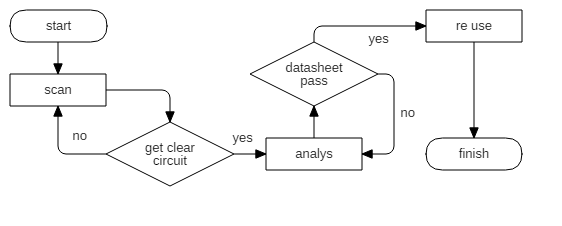 start
scan
no
get clear
circuit
yes
analys
datasheet
pass
yes
no
re use
finish